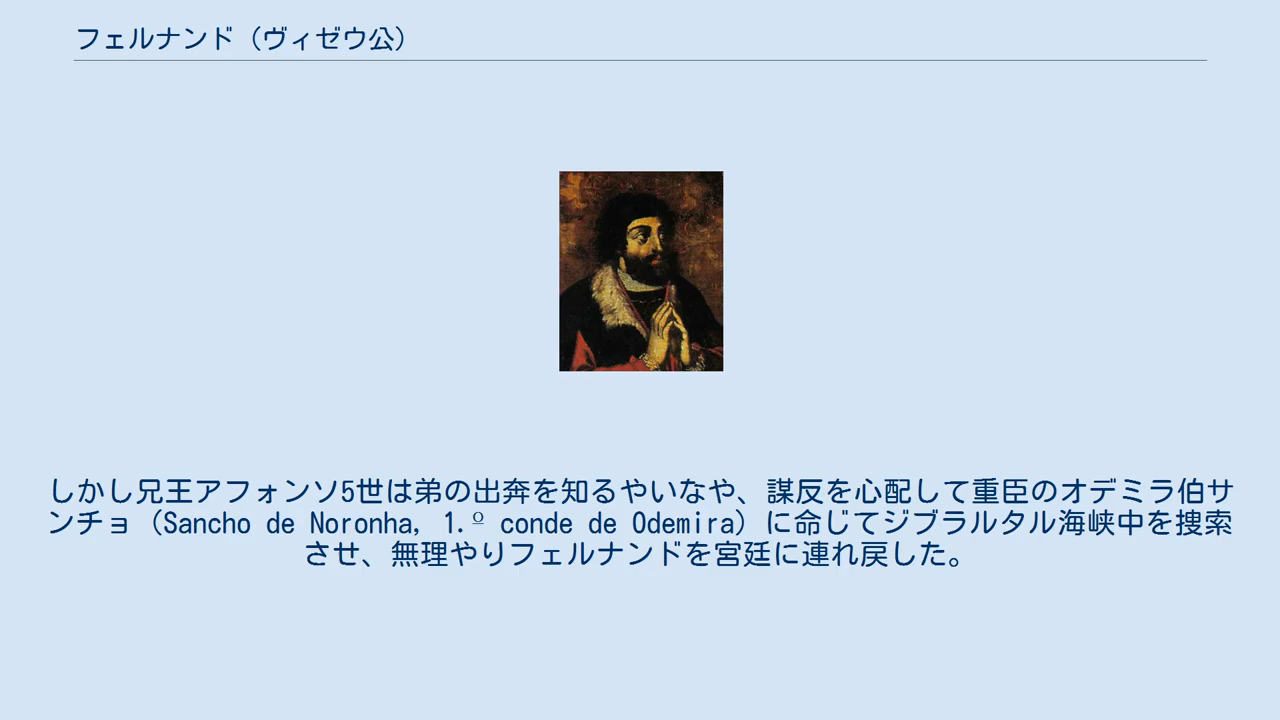 フェルナンド（ヴィゼウ公）
しかし兄王アフォンソ5世は弟の出奔を知るやいなや、謀反を心配して重臣のオデミラ伯サ
ンチョ（Sancho de Noronha, 1.º conde de Odemira）に命じてジブラルタル海峡中を捜索
させ、無理やりフェルナンドを宮廷に連れ戻した。